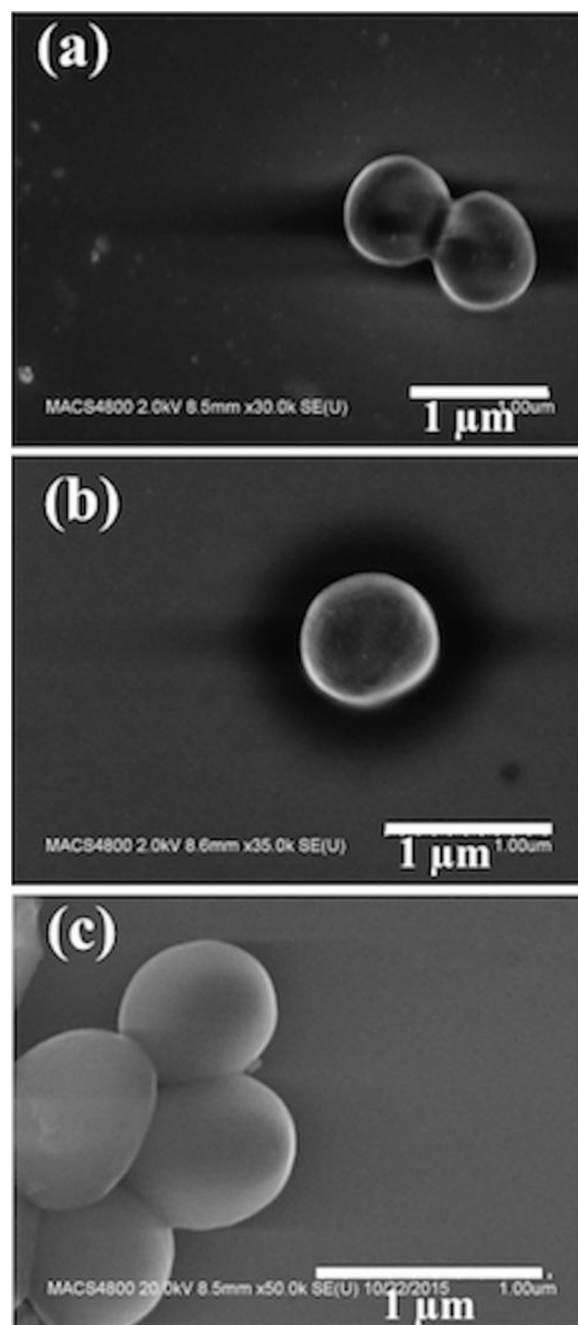 (a)
MACS4800 2.0kV 8.5mm x30.0k SE(U)
1.00um
1 µm
(b)
MACS4800 2.0kV 8.6mm x35.0k SE(U)
1.00um
1 µm
(c)
MACS4800 20.0kV 8.5mm x50.0k SE(U) 10/22/2015
1.00um
1 µm